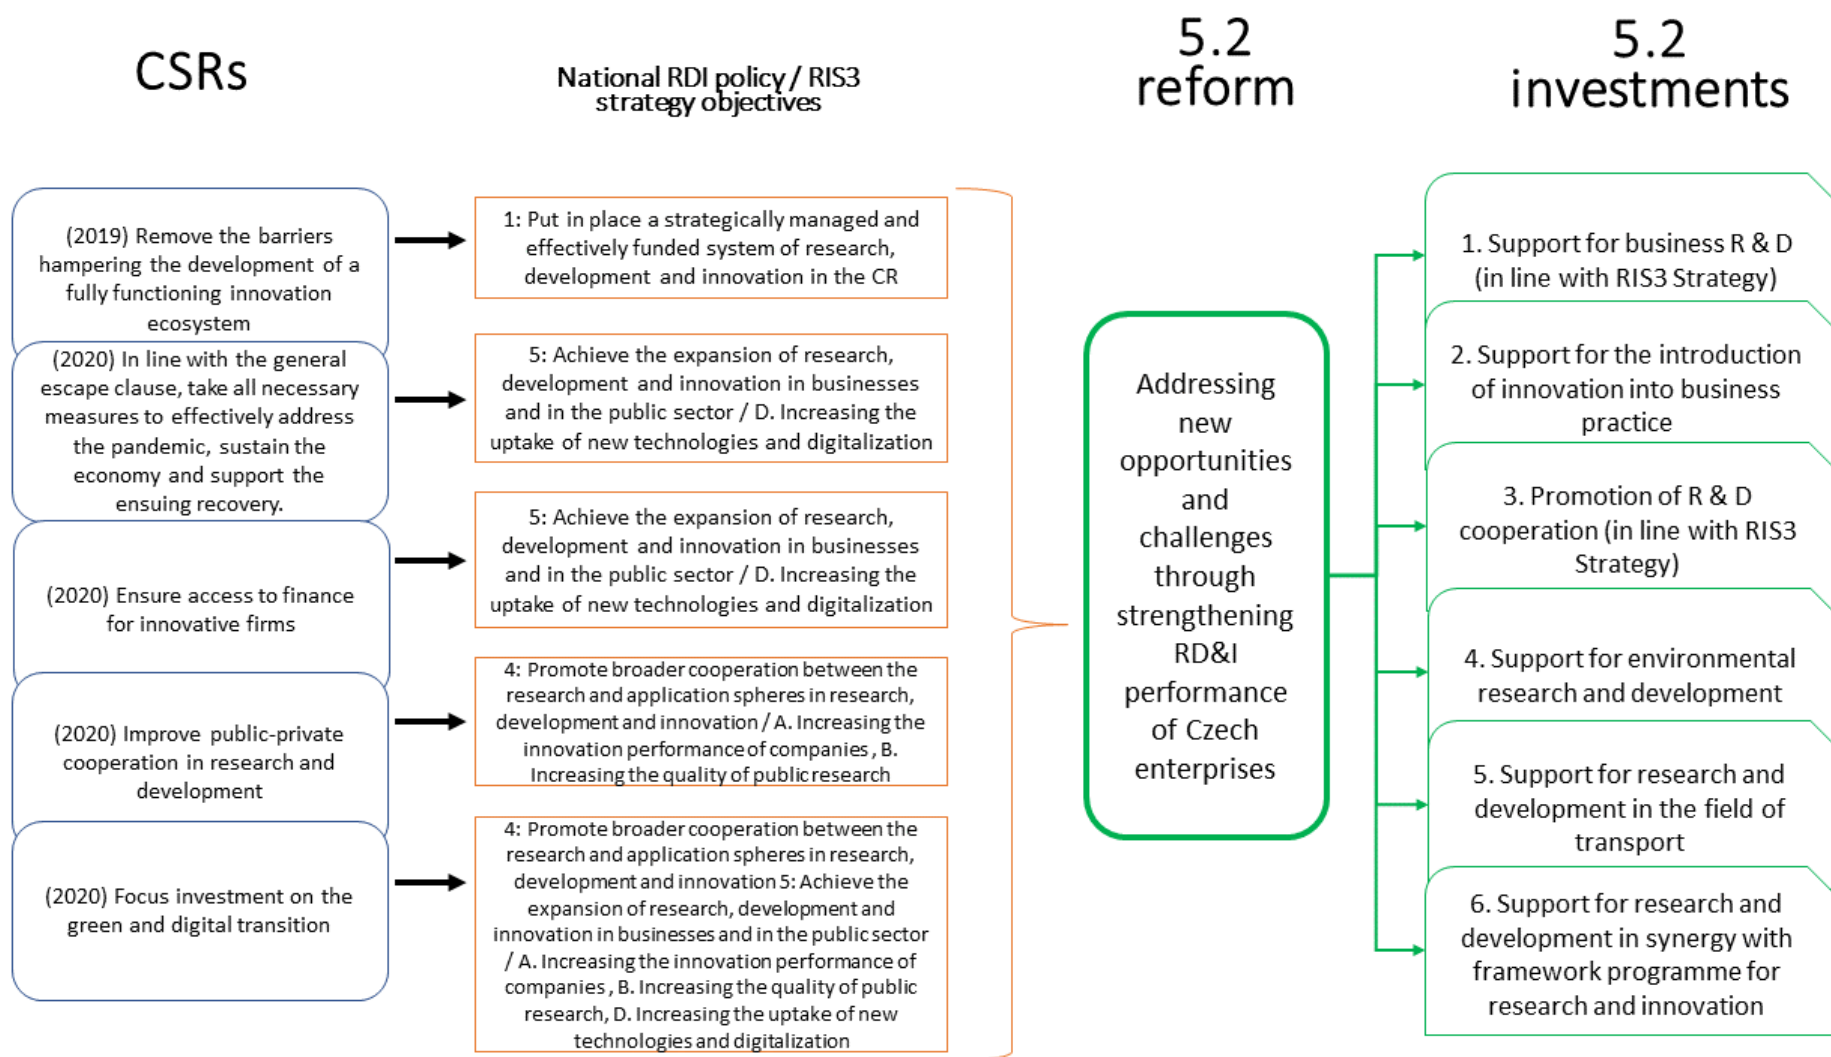 CSRs
National RDI policy / RIS3
strategy objectives
5.2
reform
5.2
investments
(2019) Remove the barriers
hampering the development of a
fully functioning innovation
ecosystem
(2020) In line with the general
escape clause, take all necessary
measures to effectively address
the pandemic, sustain the
economy and support the
ensuing recovery.
(2020) Ensure access to finance
for innovative firms
(2020) Improve public-private
cooperation in research and
development
(2020) Focus investment on the
green and digital transition
1: Put in place a strategically managed and
effectively funded system of research,
development and innovation in the CR
5: Achieve the expansion of research,
development and innovation in businesses
and in the public sector / D. Increasing the
uptake of new technologies and digitalization
5: Achieve the expansion of research,
development and innovation in businesses
and in the public sector / D. Increasing the
uptake of new technologies and digitalization
4: Promote broader cooperation between the
research and application spheres in research,
development and innovation / A. Increasing the
innovation performance of companies , B.
Increasing the quality of public research
4: Promote broader cooperation between the
research and application spheres in research,
development and innovation 5: Achieve the
expansion of research, development and
innovation in businesses and in the public sector
/ A. Increasing the innovation performance of
companies , B. Increasing the quality of public
research, D. Increasing the uptake of new
technologies and digitalization
Addressing
new
opportunities
and
challenges
through
strengthening
RD&I
performance
of Czech
enterprises
1. Support for business R & D
(in line with RIS3 Strategy)
2. Support for the introduction
of innovation into business
practice
3. Promotion of R & D
cooperation (in line with RIS3
Strategy)
4. Support for environmental
research and development
5. Support for research and
development in the field of
transport
6. Support for research and
development in synergy with
framework programme for
research and innovation